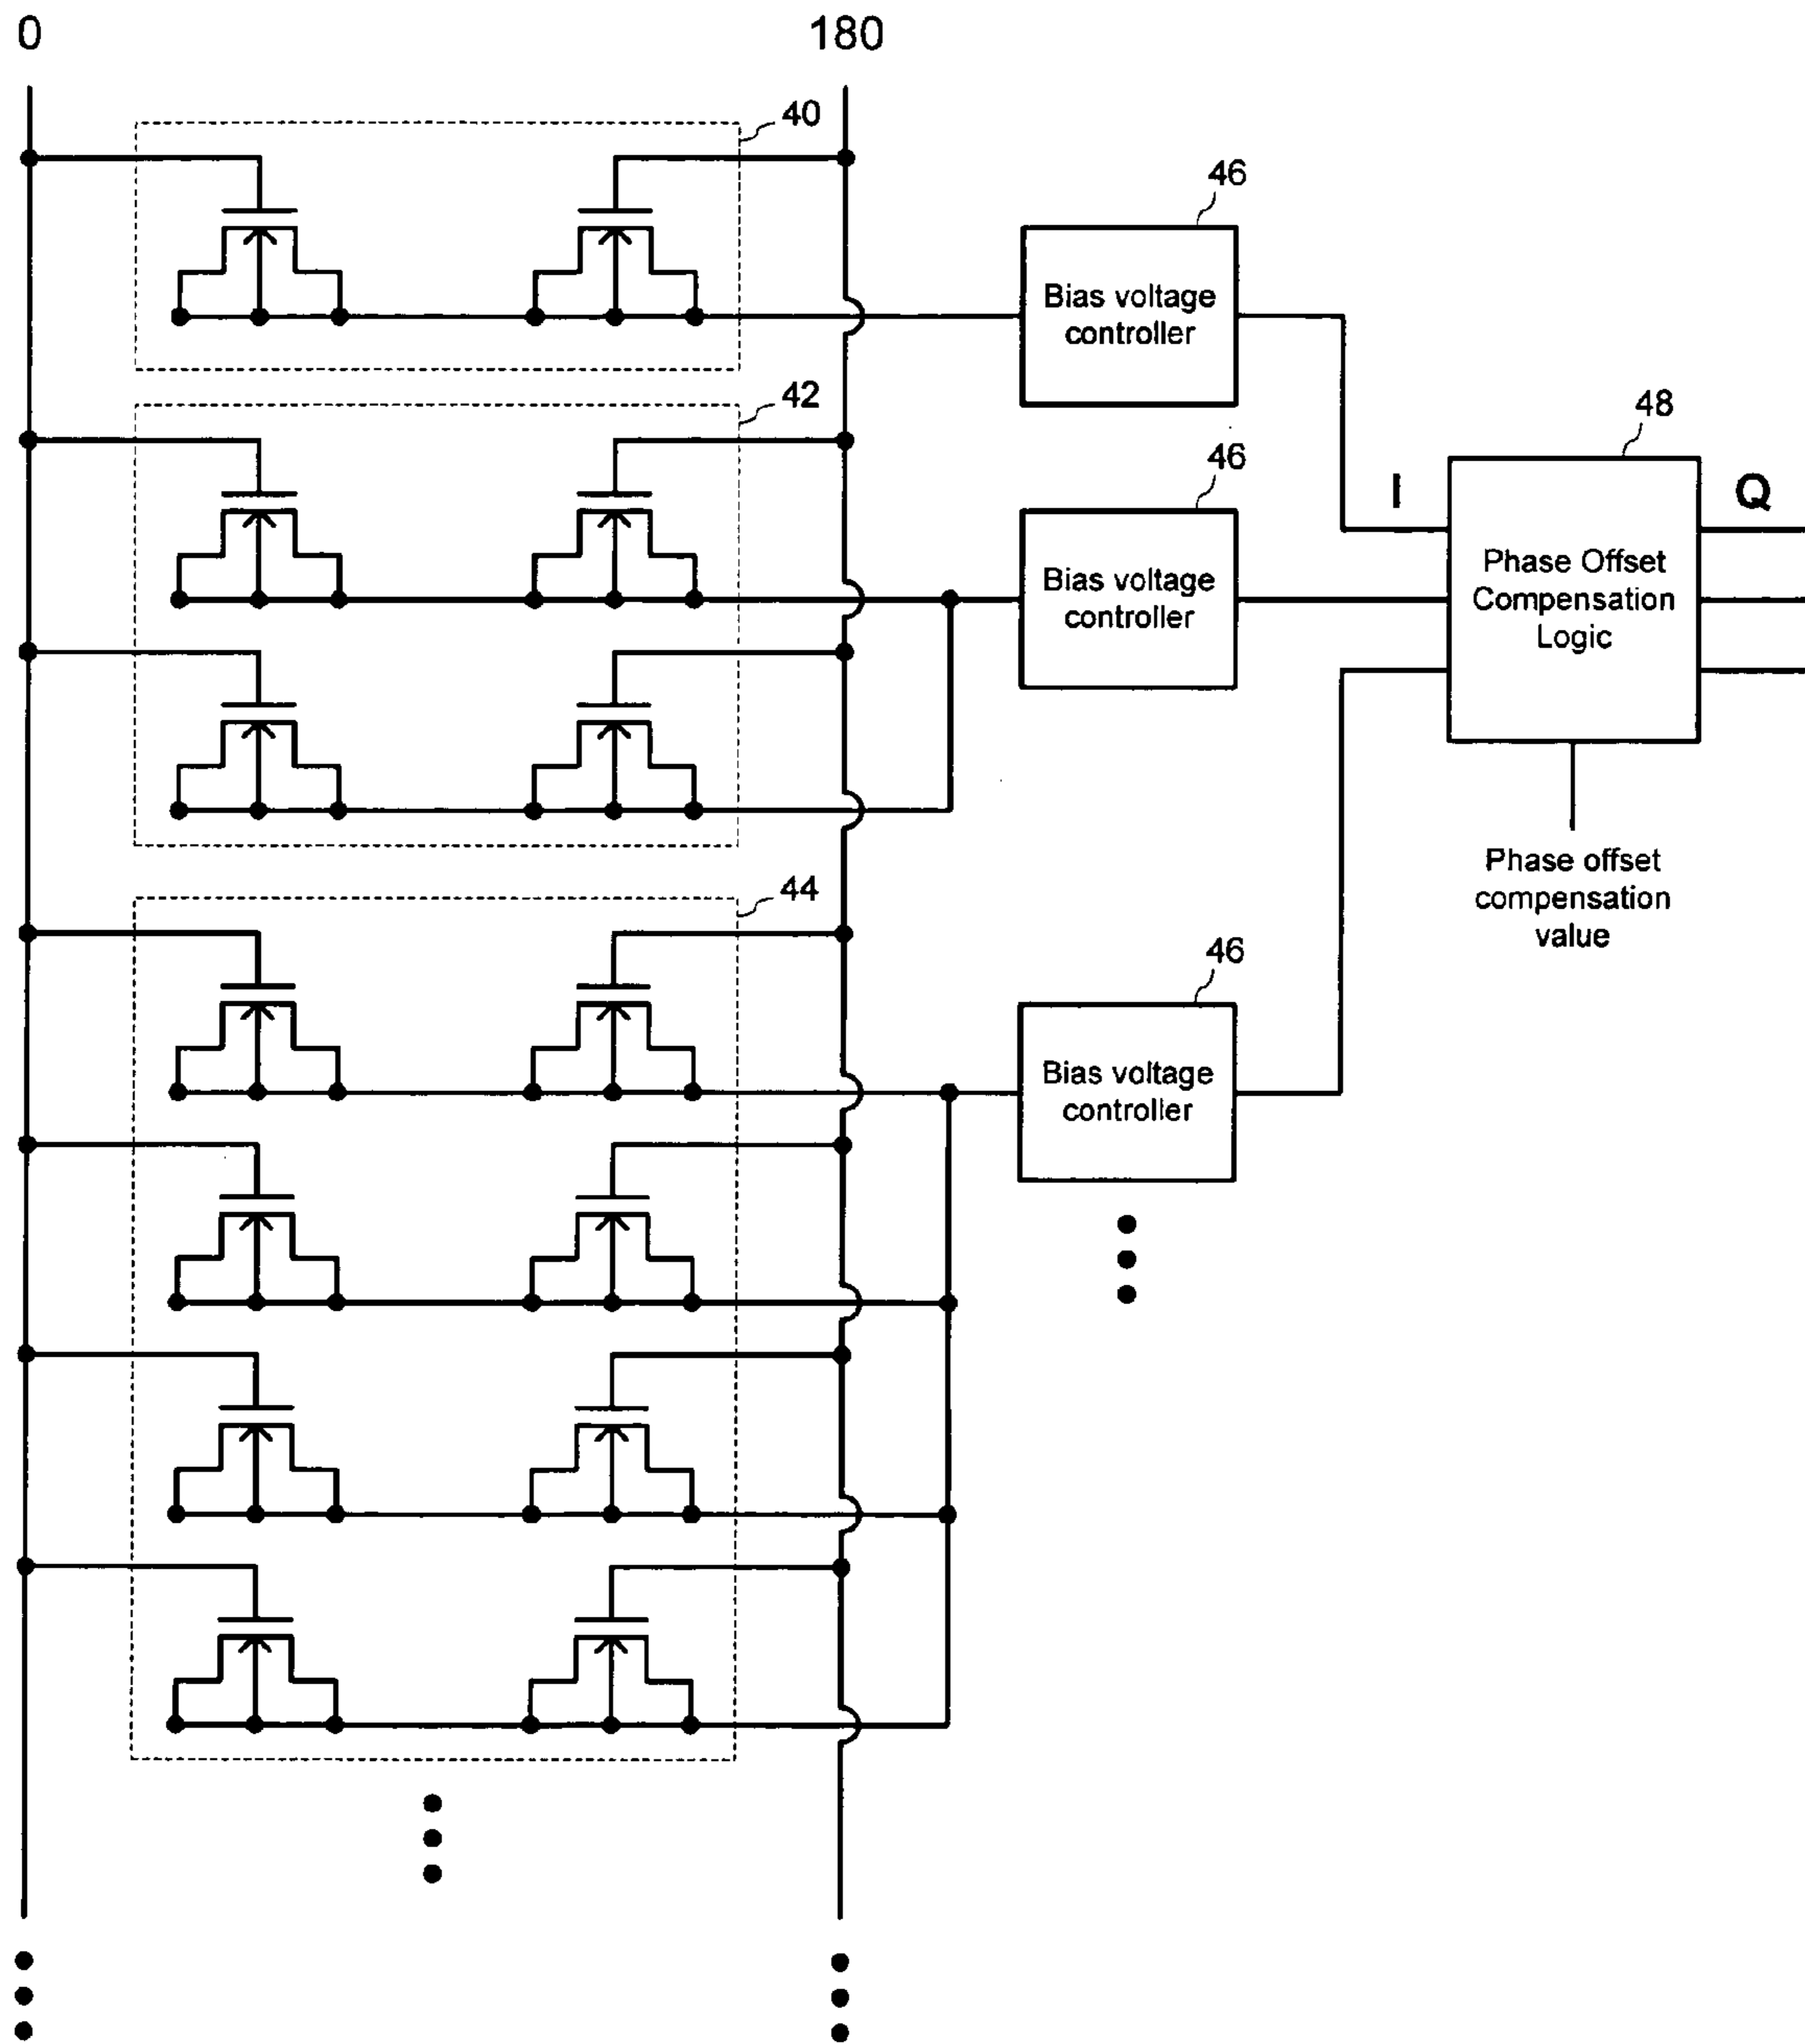 0
180
40
46
Bias voltage
controller
42
46
Bias voltage
controller
I
48
Q
Phase Offset
Compensation
Logic
Phase offset
compensation
value
44
46
Bias voltage
controller